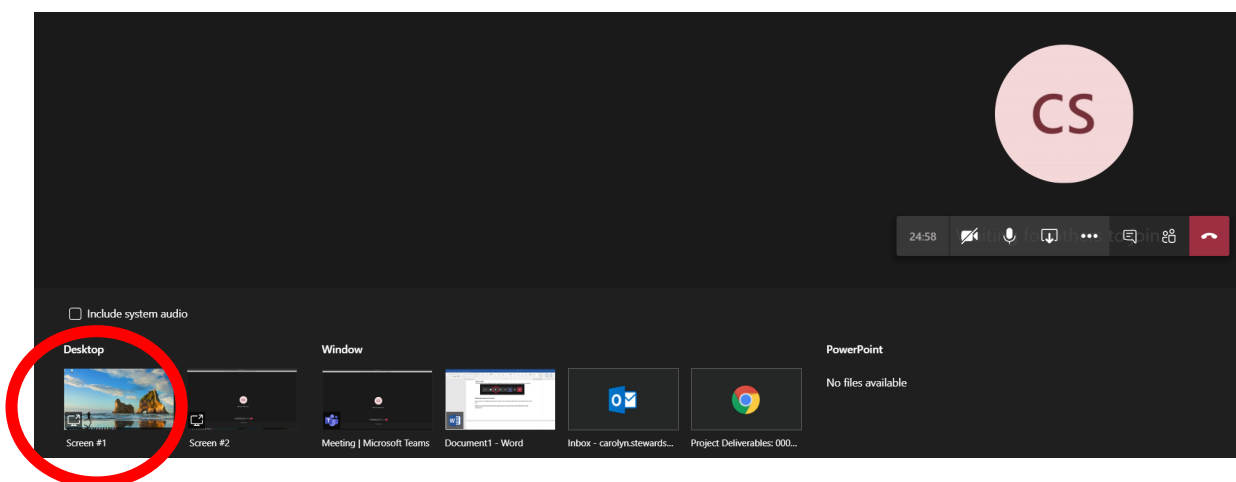 CS
24:58
Include system audio
Desktop
Window
PowerPoint
No files available
Screen #1
Screen #2
Meeting | Microsoft Teams
Document1 - Word
Inbox - carolyn.stewards...
Project Deliverables: 000...